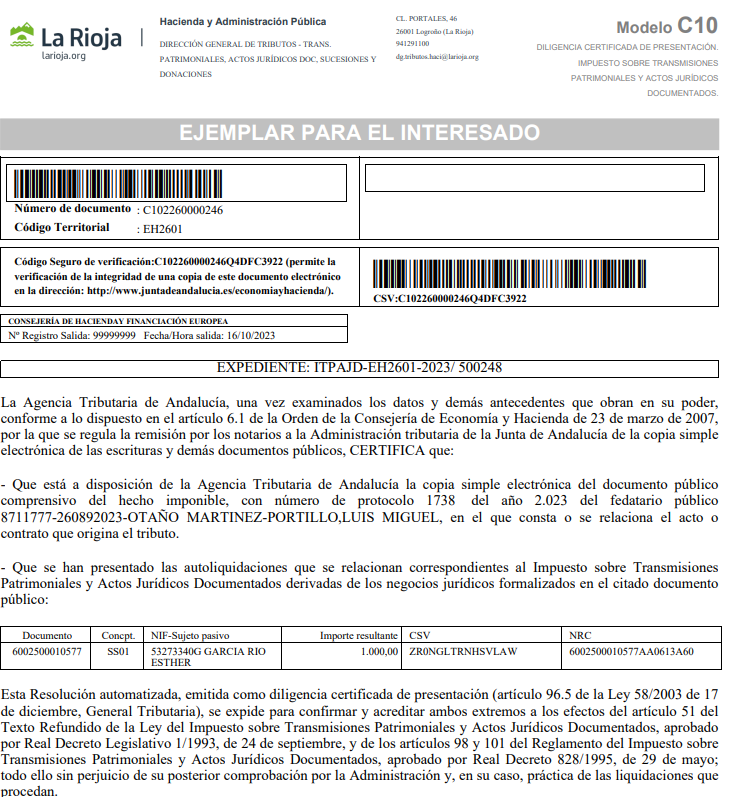 La Rioja
larioja.org
Hacienda y Administración Pública
DIRECCIÓN GENERAL DE TRIBUTOS - TRANS.
PATRIMONIALES, ACTOS JURÍDICOS DOC, SUCESIONES Y
DONACIONES
CL. PORTALES, 46
26001 Logroño (La Rioja)
941291100
dg.tributos.haci@larioja.org
Modelo C10
DILIGENCIA CERTIFICADA DE PRESENTACIÓN.
IMPUESTO SOBRE TRANSMISIONES
PATRIMONIALES Y ACTOS JURÍDICOS
DOCUMENTADOS.
EJEMPLAR PARA EL INTERESADO
Número de documento : C102260000246
Código Territorial : EH2601
Código Seguro de verificación:C102260000246Q4DFC3922 (permite la
verificación de la integridad de una copia de este documento electrónico
en la dirección: http://www.juntadeandalucia.es/economiayhacienda/).
CSV:C102260000246Q4DFC3922
CONSEJERÍA DE HACIENDAY FINANCIACIÓN EUROPEA
Nº Registro Salida: 99999999 Fecha/Hora salida: 16/10/2023
EXPEDIENTE: ITPAJD-EH2601-2023/ 500248
La Agencia Tributaria de Andalucía, una vez examinados los datos y demás antecedentes que obran en su poder,
conforme a lo dispuesto en el artículo 6.1 de la Orden de la Consejería de Economía y Hacienda de 23 de marzo de 2007,
por la que se regula la remisión por los notarios a la Administración tributaria de la Junta de Andalucía de la copia simple
electrónica de las escrituras y demás documentos públicos, CERTIFICA que:
- Que está a disposición de la Agencia Tributaria de Andalucía la copia simple electrónica del documento público
comprensivo del hecho imponible, con número de protocolo 1738 del año 2.023 del fedatario público
8711777-260892023-OTAÑO MARTINEZ-PORTILLO,LUIS MIGUEL, en el que consta o se relaciona el acto o
contrato que origina el tributo.
- Que se han presentado las autoliquidaciones que se relacionan correspondientes al Impuesto sobre Transmisiones
Patrimoniales y Actos Jurídicos Documentados derivadas de los negocios jurídicos formalizados en el citado documento
público:
Documento Concpt. NIF-Sujeto pasivo Importe resultante CSV NRC
6002500010577 SS01 53273340G GARCIA RIO 1.000,00 ZR0NGLTRNHSVLAW 6002500010577AA0613A60
ESTHER
Esta Resolución automatizada, emitida como diligencia certificada de presentación (artículo 96.5 de la Ley 58/2003 de 17
de diciembre, General Tributaria), se expide para confirmar y acreditar ambos extremos a los efectos del artículo 51 del
Texto Refundido de la Ley del Impuesto sobre Transmisiones Patrimoniales y Actos Jurídicos Documentados, aprobado
por Real Decreto Legislativo 1/1993, de 24 de septiembre, y de los artículos 98 y 101 del Reglamento del Impuesto sobre
Transmisiones Patrimoniales y Actos Jurídicos Documentados, aprobado por Real Decreto 828/1995, de 29 de mayo;
todo ello sin perjuicio de su posterior comprobación por la Administración y, en su caso, práctica de las liquidaciones que
procedan.